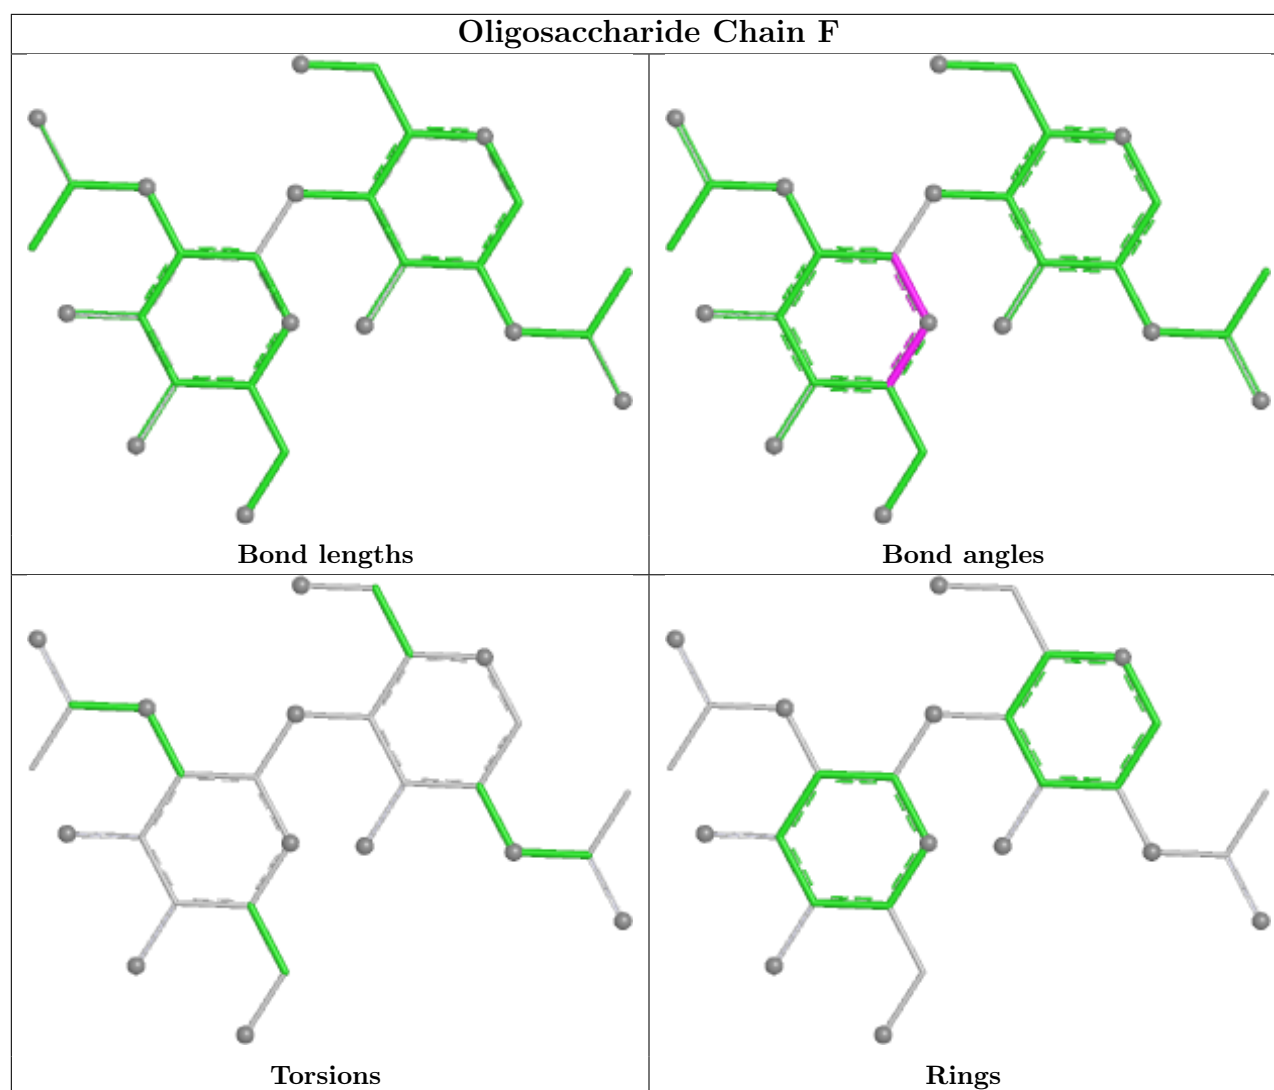 Oligosaccharide Chain F
Bond lengths
Bond angles
Torsions
Rings